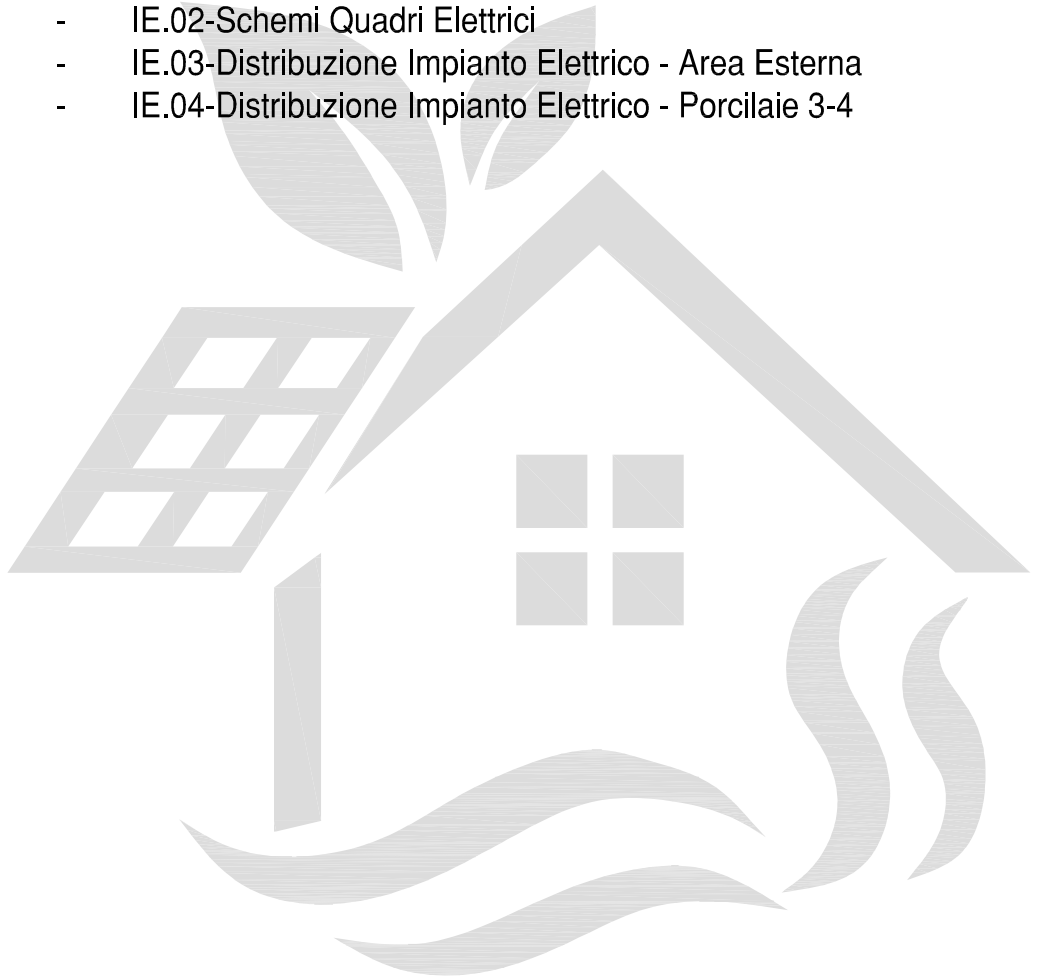 - IE.02-Schemi Quadri Elettrici
- IE.03-Distribuzione Impianto Elettrico - Area Esterna
- IE.04-Distribuzione Impianto Elettrico - Porcilaie 3-4